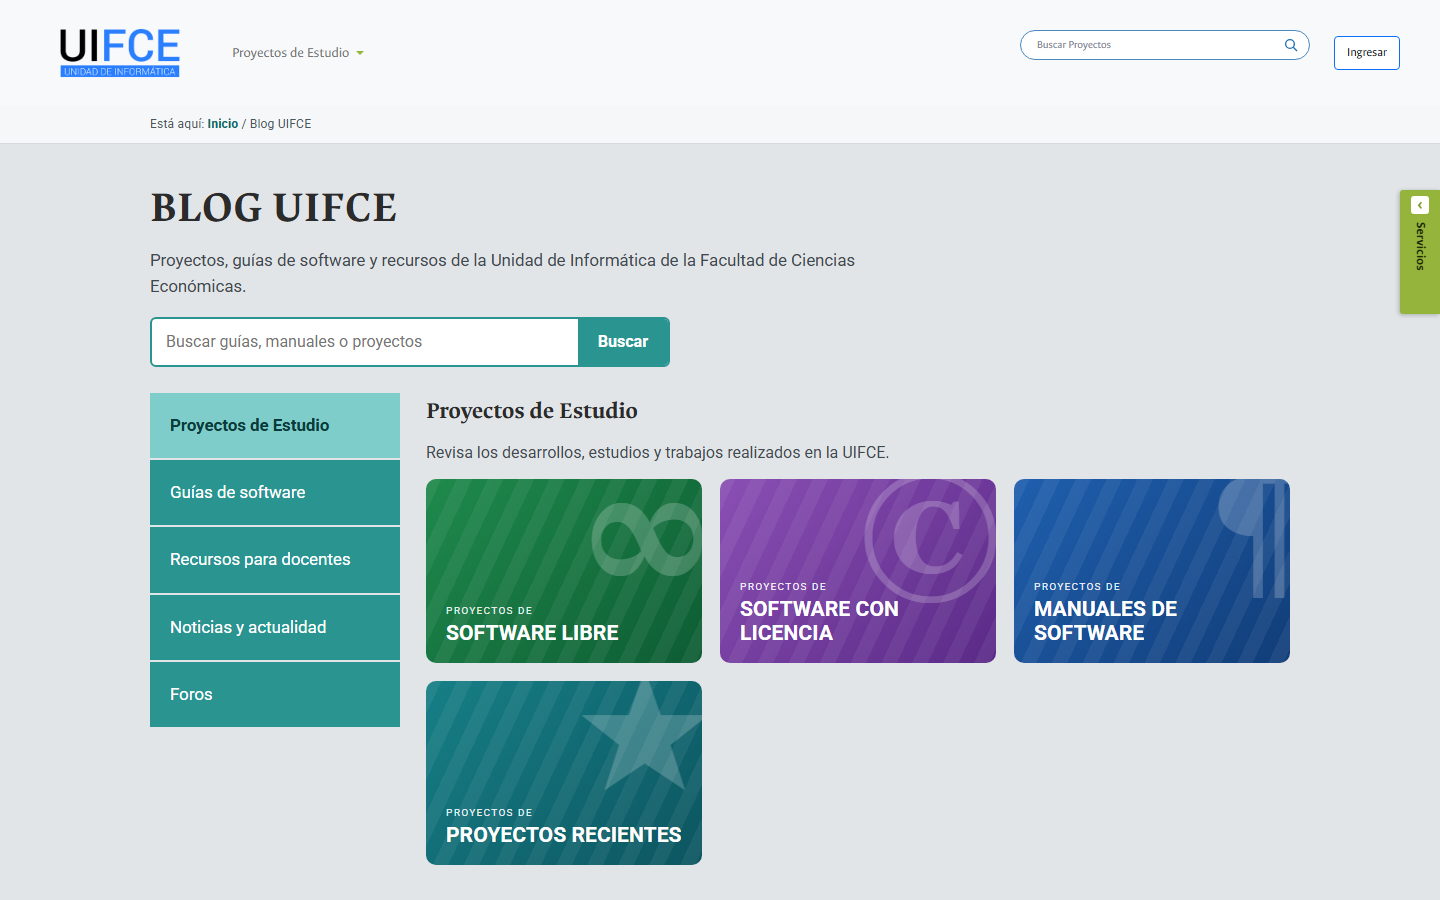 UIFCE
UNIDAD DE INFORMÁTICA
Proyectos de Estudio
Buscar Proyectos
Ingresar
Está aquí: Inicio / Blog UIFCE
BLOG UIFCE
Proyectos, guías de software y recursos de la Unidad de Informática de la Facultad de Ciencias
Económicas.
Buscar guías, manuales o proyectos
Buscar
Servicios
Proyectos de Estudio
Guías de software
Recursos para docentes
Noticias y actualidad
Foros
Proyectos de Estudio
Revisa los desarrollos, estudios y trabajos realizados en la UIFCE.
∞
PROYECTOS DE
SOFTWARE LIBRE
©
PROYECTOS DE
SOFTWARE CON
LICENCIA
¶
PROYECTOS DE
MANUALES DE
SOFTWARE
★
PROYECTOS DE
PROYECTOS RECIENTES